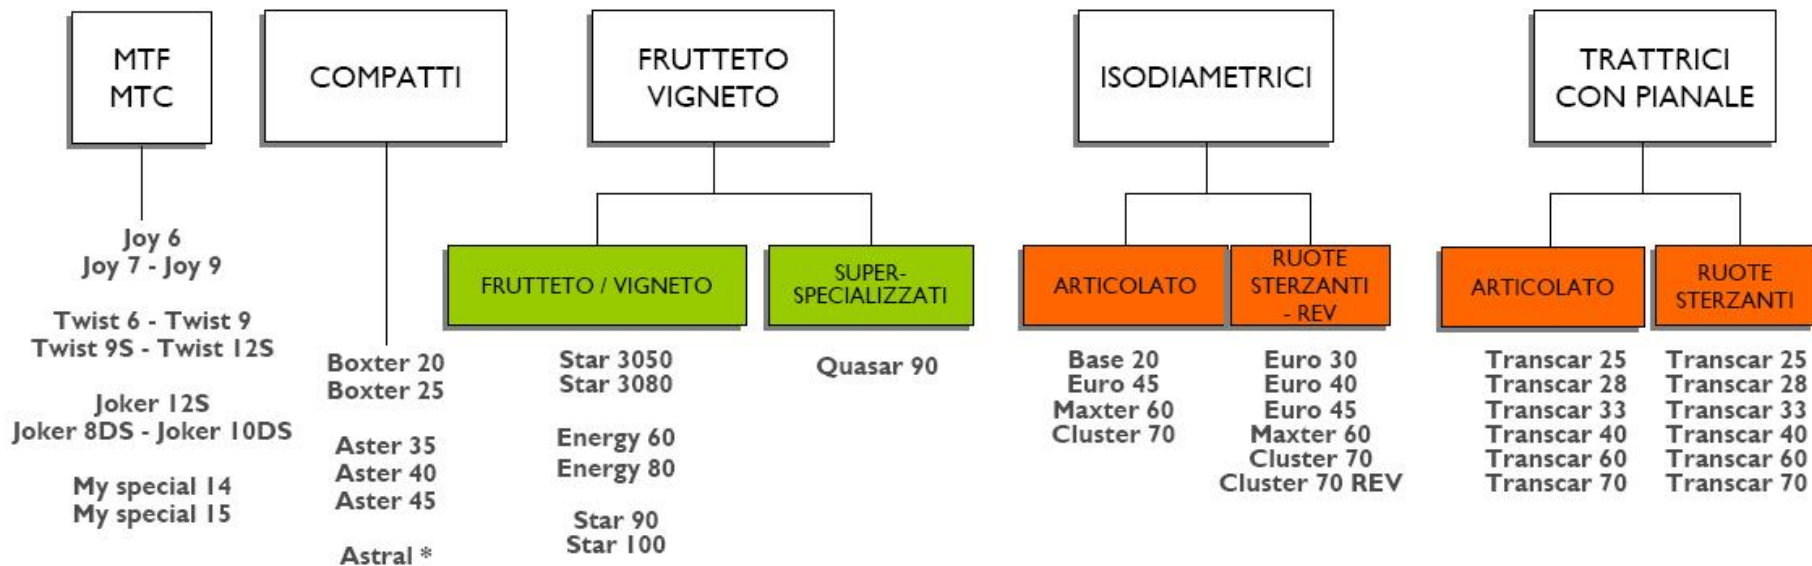 MTF
MTC
COMPATTI
FRUTTETO
VIGNETO
ISODIAMETRICI
TRATTRICI
CON PIANALE
Joy 6
Joy 7 - Joy 9
Twist 6 - Twist 9
Twist 9S - Twist 12S
Joker 12S
Joker 8DS - Joker 10DS
My special 14
My special 15
Boxter 20
Boxter 25
Aster 35
Aster 40
Aster 45
Astral *
FRUTTETO / VIGNETO
Star 3050
Star 3080
Energy 60
Energy 80
Star 90
Star 100
SUPER-
SPECIALIZZATI
Quasar 90
ARTICOLATO
Base 20
Euro 45
Maxter 60
Cluster 70
RUOTE
STERZANTI
- REV
Euro 30
Euro 40
Euro 45
Maxter 60
Cluster 70
Cluster 70 REV
ARTICOLATO
Transcar 25
Transcar 28
Transcar 33
Transcar 40
Transcar 60
Transcar 70
RUOTE
STERZANTI
Transcar 25
Transcar 28
Transcar 33
Transcar 40
Transcar 60
Transcar 70